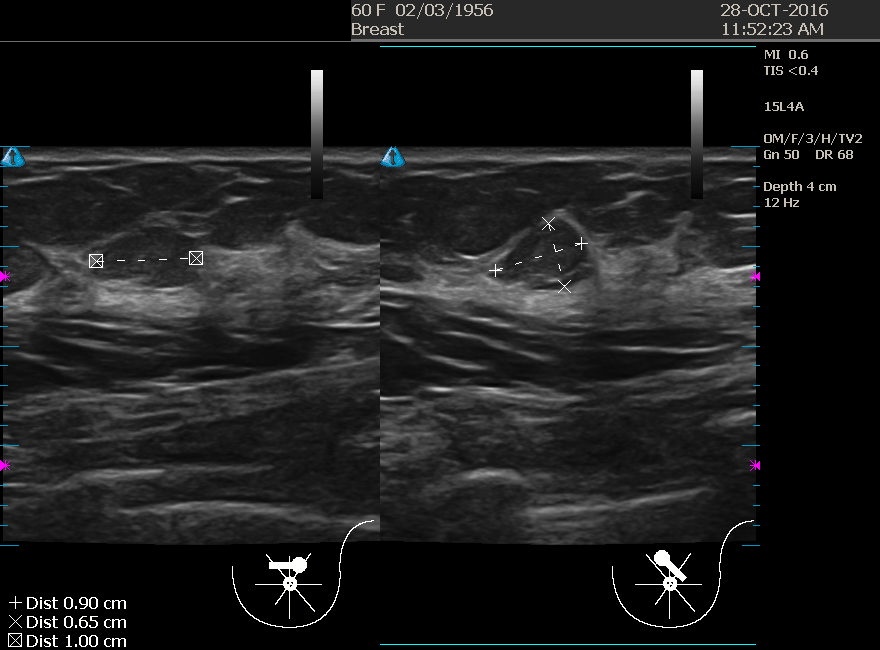 60 F 02/03/1956
28-OCT-2016
Breast
11:52:23 AM
MI 0.6
TIS <0.4
15L4A
OM/F/3/H/TV2
Gn 50 DR 68
Depth 4 cm
12 Hz
Dist 0.90 cm
Dist 0.65 cm
Dist 1.00 cm